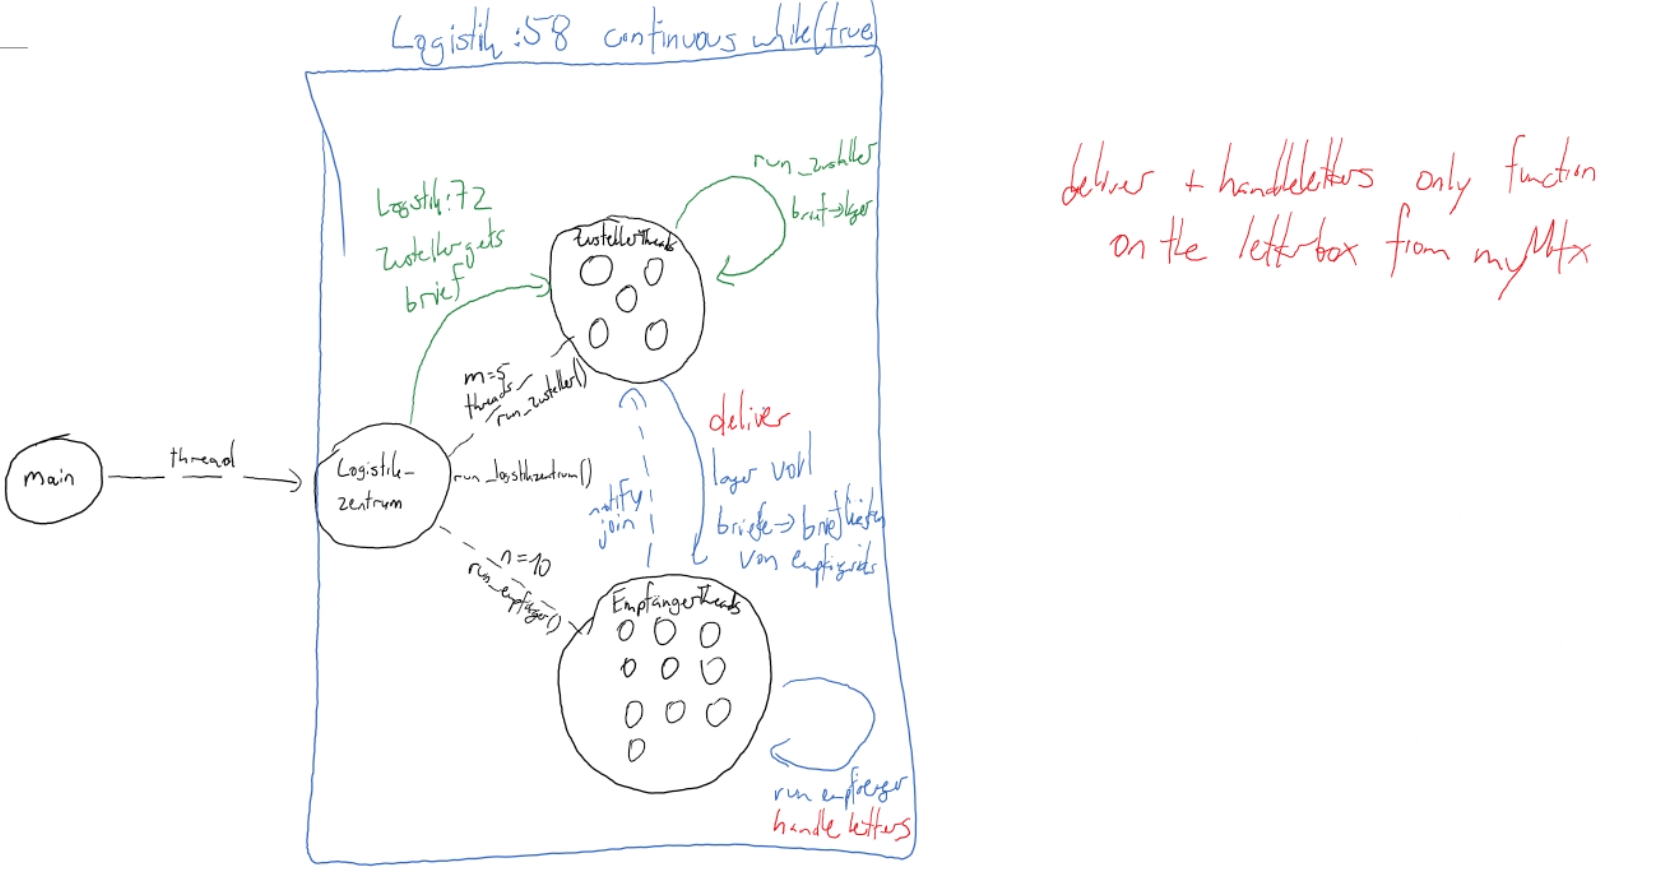 Logistik :58 continuous while(true)
run_zusteller
brief→lager
Logistik:72
Zusteller gets
brief
ZustellerThreads
deliver + handleletters only function
on the letterbox from myMtx
m=5
threads
run_zusteller()
deliver
lager voll
briefe→briefkästen
von
main
thread
Logistik-
zentrum
run_logistikzentrum()
notify
join
n=10
run_empfänger()
EmpfängerThreads
run empfaenger
handle letters